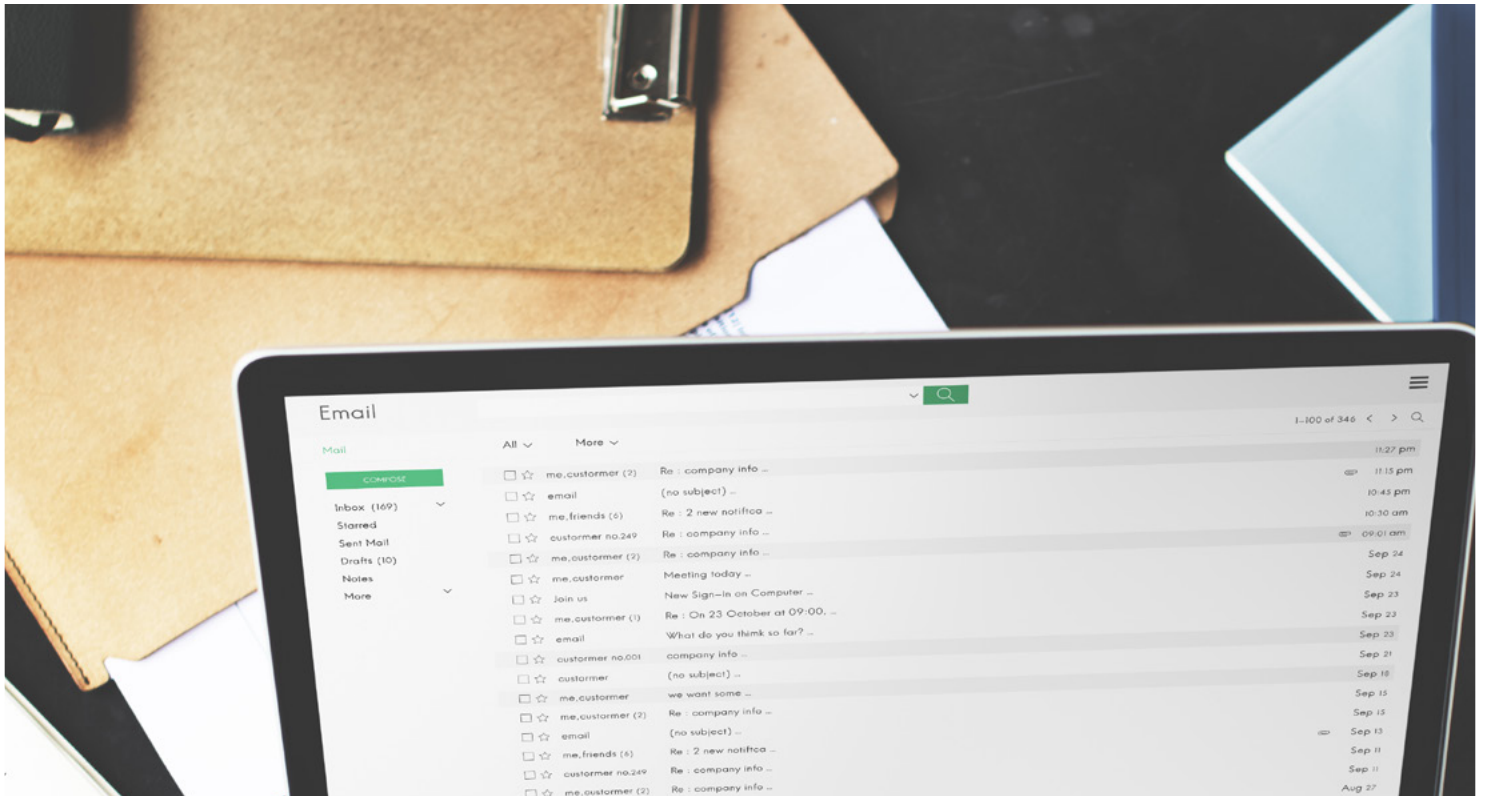 Email
1-100 of 346
Mail
All More
COMPOSE
Inbox (169)
Starred
Sent Mail
Drafts (10)
Notes
More
me,custormer (2) Re : company info ... 11:27 pm
email (no subject) ... 11:15 pm
me,friends (6) Re : 2 new notiftca ... 10:45 pm
custormer no.249 Re : company info ... 10:30 am
me,custormer (2) Re : company info ... 09:01 am
me,custormer Meeting today ... Sep 24
Join us New Sign-in on Computer ... Sep 24
me,custormer (1) Re : On 23 October at 09:00, ... Sep 23
email What do you thimk so far? ... Sep 23
custormer no.001 company info ... Sep 23
custormer (no subject) ... Sep 21
me,custormer we want some ... Sep 18
me,custormer (2) Re : company info ... Sep 15
email (no subject) ... Sep 15
me,friends (6) Re : 2 new notiftca ... Sep 13
custormer no.249 Re : company info ... Sep 11
me,custormer (2) Re : company info ... Sep 11
Aug 27